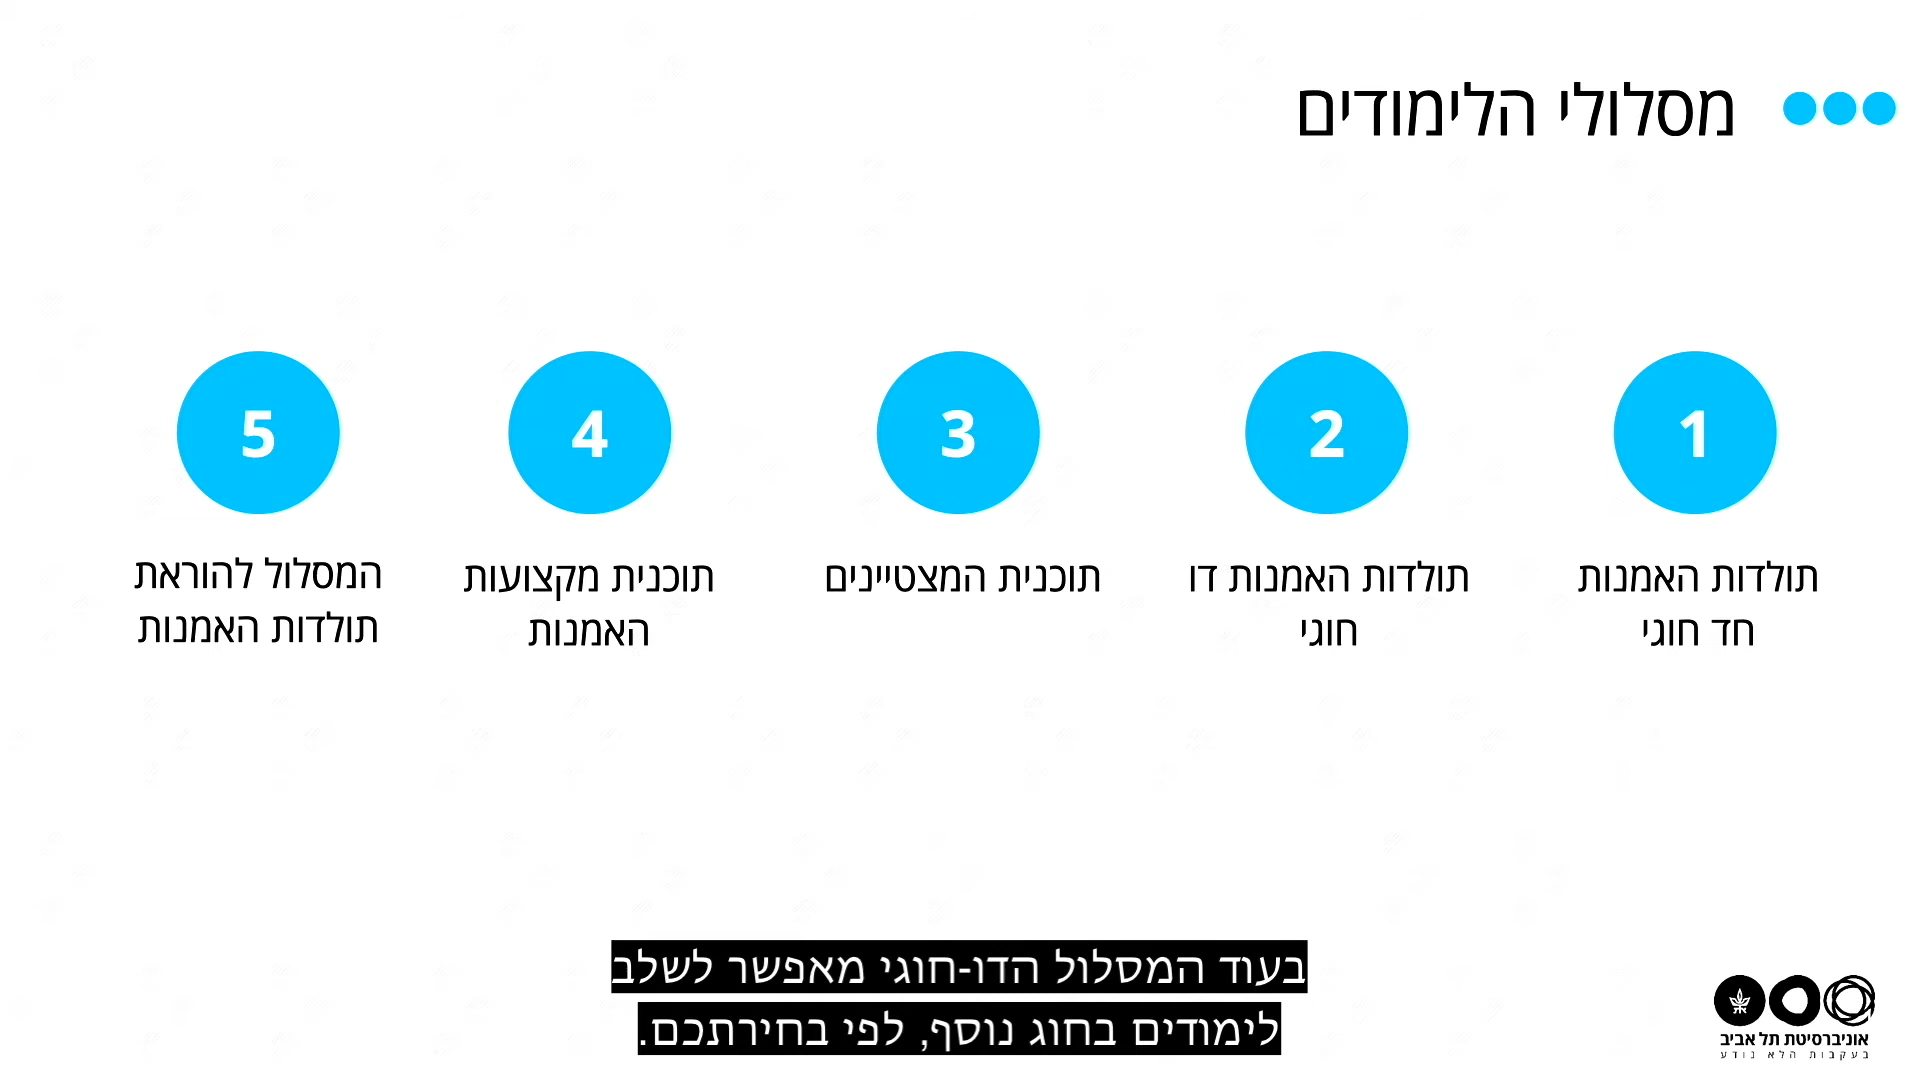 מסלולי הלימודים
1
תולדות האמנות
חד חוגי
2
תולדות האמנות דו
חוגי
3
תוכנית המצטיינים
4
תוכנית מקצועות
האמנות
5
המסלול להוראת
תולדות האמנות
בעוד המסלול הדו-חוגי מאפשר לשלב
לימודים בחוג נוסף, לפי בחירתכם.
אוניברסיטת תל אביב
בעקבות הלא נודע